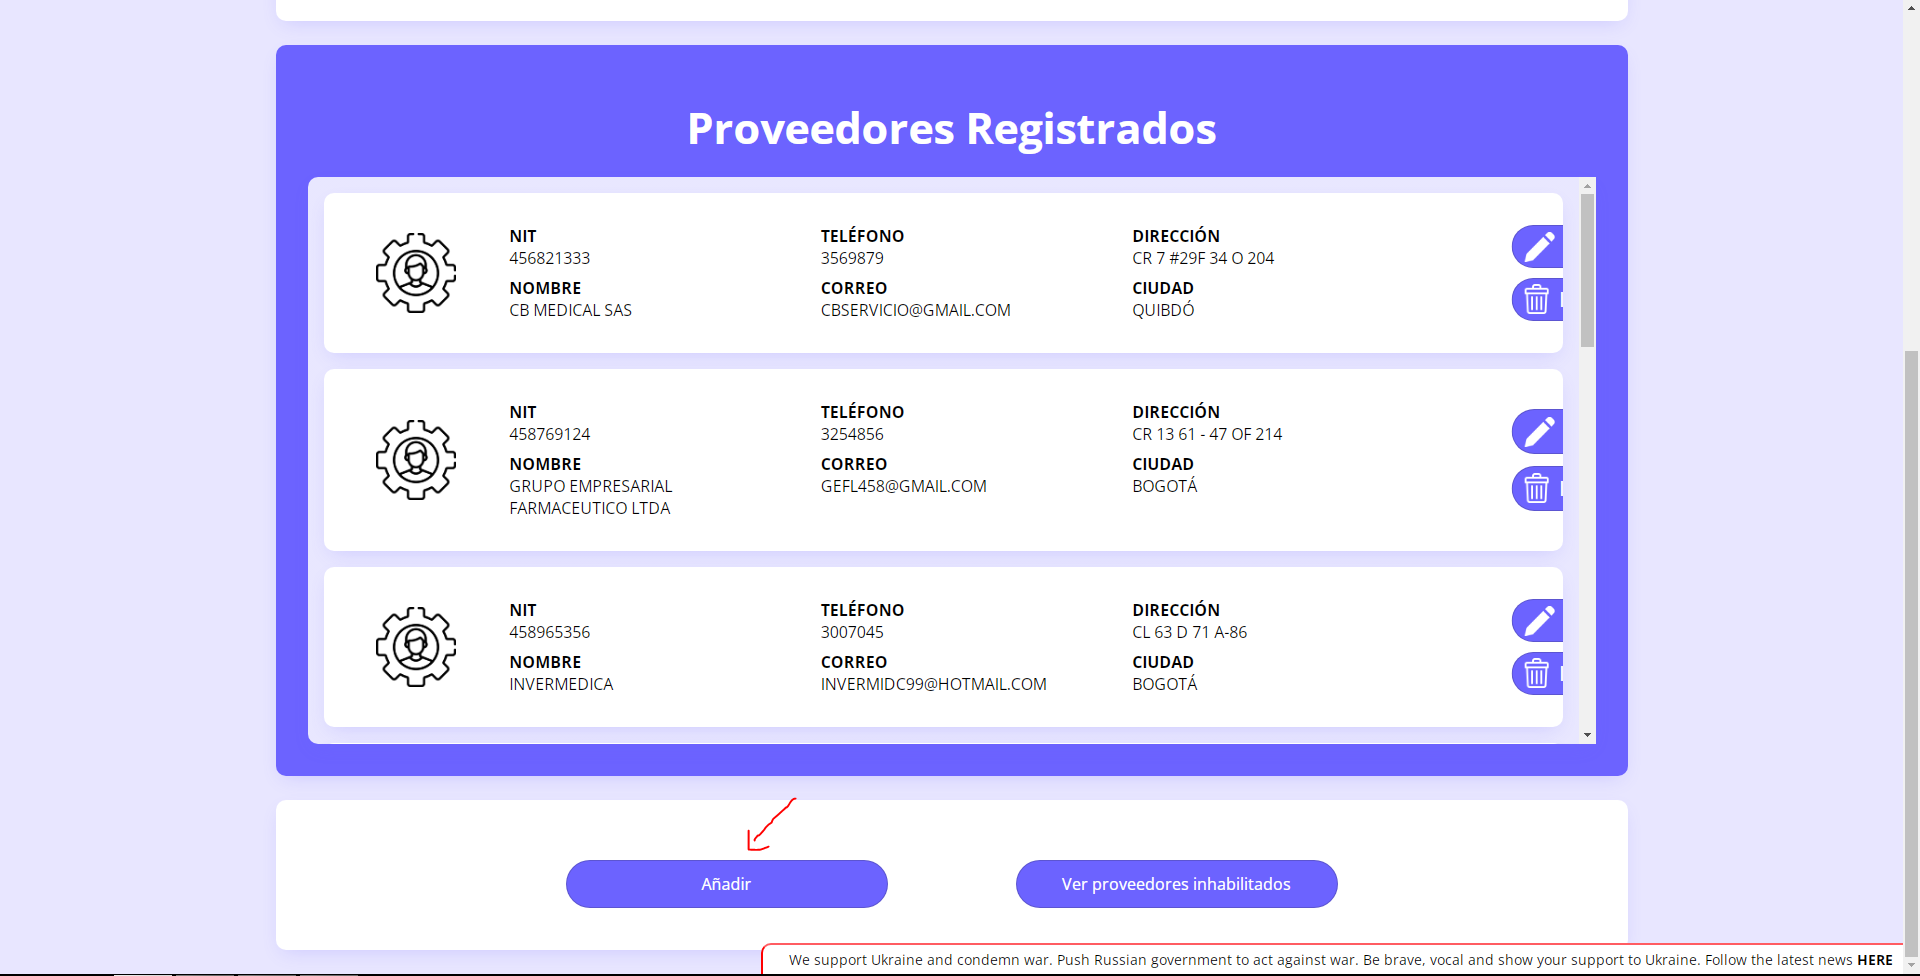 Proveedores Registrados
NIT
456821333
NOMBRE
CB MEDICAL SAS
TELÉFONO
3569879
CORREO
CBSERVICIO@GMAIL.COM
DIRECCIÓN
CR 7 #29F 34 O 204
CIUDAD
QUIBDÓ
NIT
458769124
NOMBRE
GRUPO EMPRESARIAL
FARMACEUTICO LTDA
TELÉFONO
3254856
CORREO
GEFL458@GMAIL.COM
DIRECCIÓN
CR 13 61 - 47 OF 214
CIUDAD
BOGOTÁ
NIT
458965356
NOMBRE
INVERMEDICA
TELÉFONO
3007045
CORREO
INVERMIDC99@HOTMAIL.COM
DIRECCIÓN
CL 63 D 71 A-86
CIUDAD
BOGOTÁ
Añadir
Ver proveedores inhabilitados
We support Ukraine and condemn war. Push Russian government to act against war. Be brave, vocal and show your support to Ukraine. Follow the latest news HERE